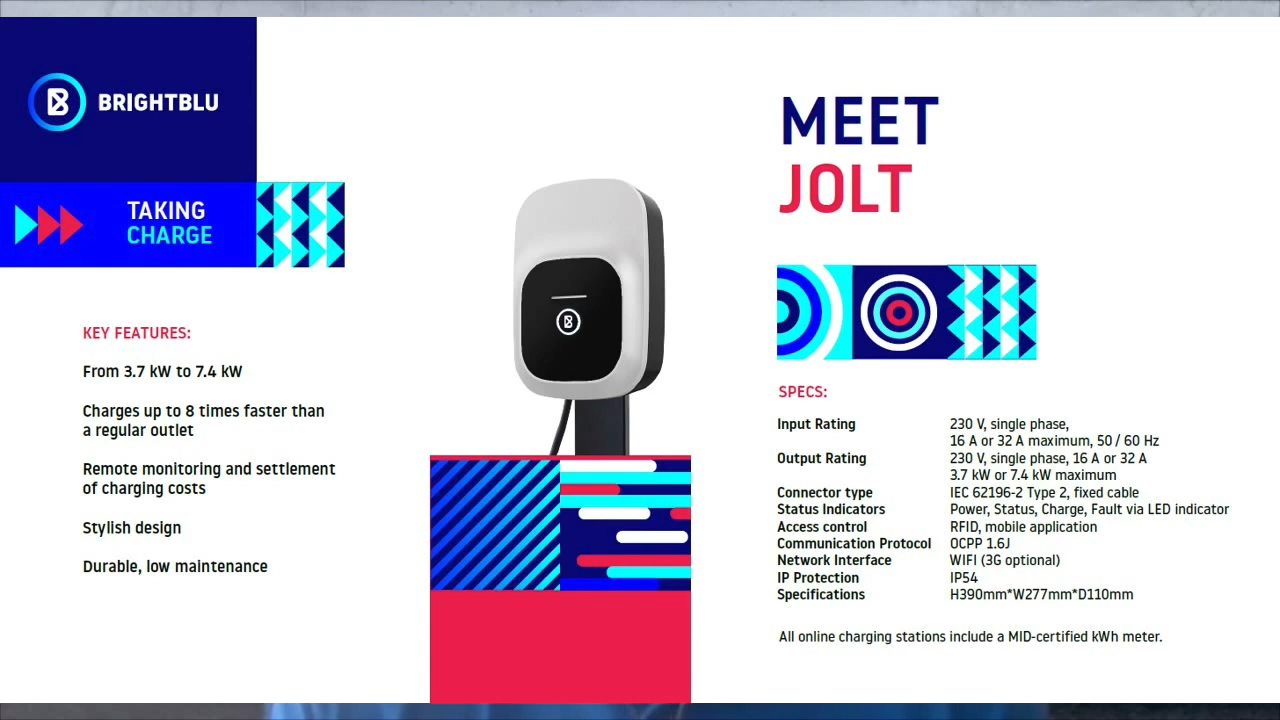 BRIGHTBLU
TAKING
CHARGE
KEY FEATURES:
From 3.7 kW to 7.4 kW
Charges up to 8 times faster than
a regular outlet
Remote monitoring and settlement
of charging costs
Stylish design
Durable, low maintenance
MEET
JOLT
SPECS:
Input Rating 230 V, single phase,
16 A or 32 A maximum, 50 / 60 Hz
Output Rating 230 V, single phase, 16 A or 32 A
3.7 kW or 7.4 kW maximum
Connector type IEC 62196-2 Type 2, fixed cable
Status Indicators Power, Status, Charge, Fault via LED indicator
Access control RFID, mobile application
Communication Protocol OCPP 1.6J
Network Interface WIFI (3G optional)
IP Protection IP54
Specifications H390mm*W277mm*D110mm
All online charging stations include a MID-certified kWh meter.